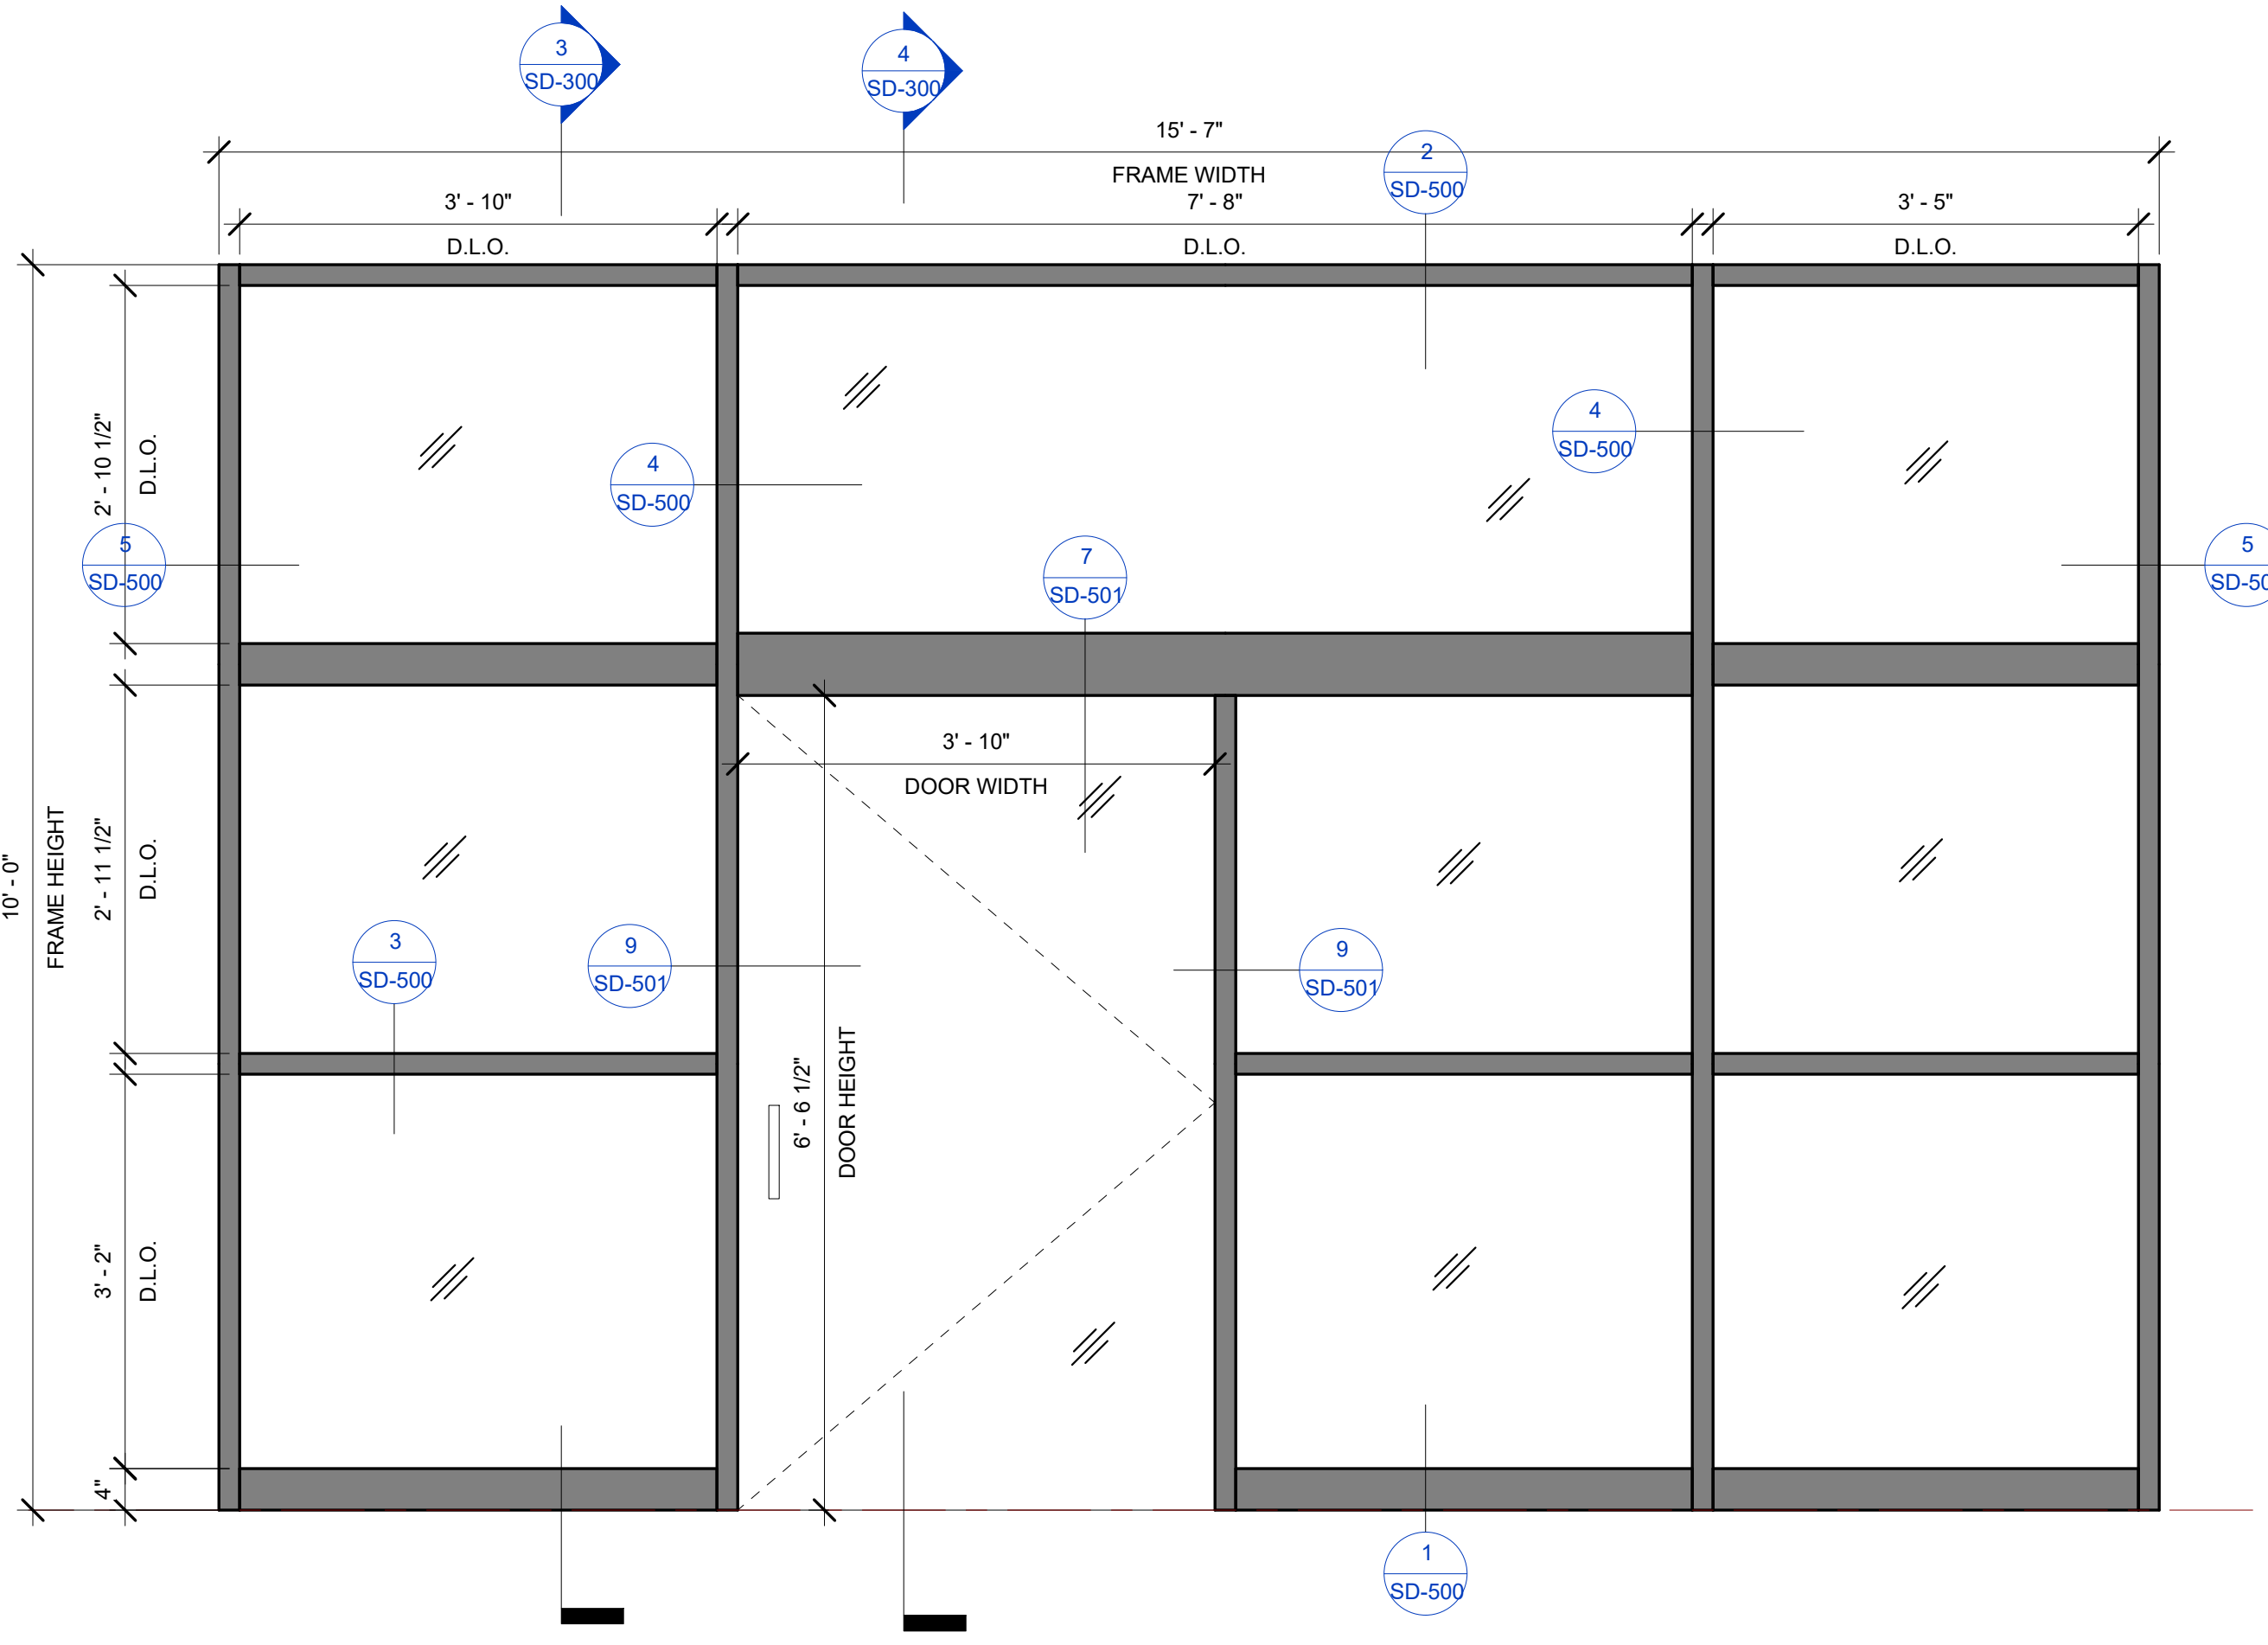 3
SD-300
4
SD-300
15' - 7"
FRAME WIDTH
2
SD-500
3' - 10"
D.L.O.
7' - 8"
D.L.O.
3' - 5"
D.L.O.
2' - 10 1/2"
D.L.O.
4
SD-500
4
SD-500
5
SD-500
7
SD-501
5
SD-50
3' - 10"
DOOR WIDTH
10' - 0"
FRAME HEIGHT
2' - 11 1/2"
D.L.O.
3
SD-500
9
SD-501
9
SD-501
6' - 6 1/2"
DOOR HEIGHT
3' - 2"
D.L.O.
4"
1
SD-500